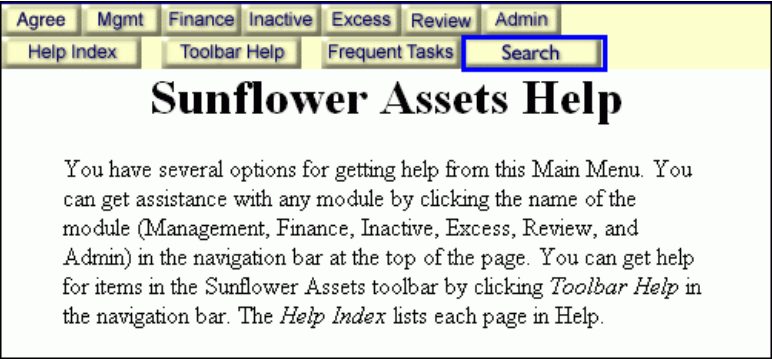 Agree Mgmt Finance Inactive Excess Review Admin
Help Index Toolbar Help Frequent Tasks Search
Sunflower Assets Help
You have several options for getting help from this Main Menu. You
can get assistance with any module by clicking the name of the
module (Management, Finance, Inactive, Excess, Review, and
Admin) in the navigation bar at the top of the page. You can get help
for items in the Sunflower Assets toolbar by clicking Toolbar Help in
the navigation bar. The Help Index lists each page in Help.